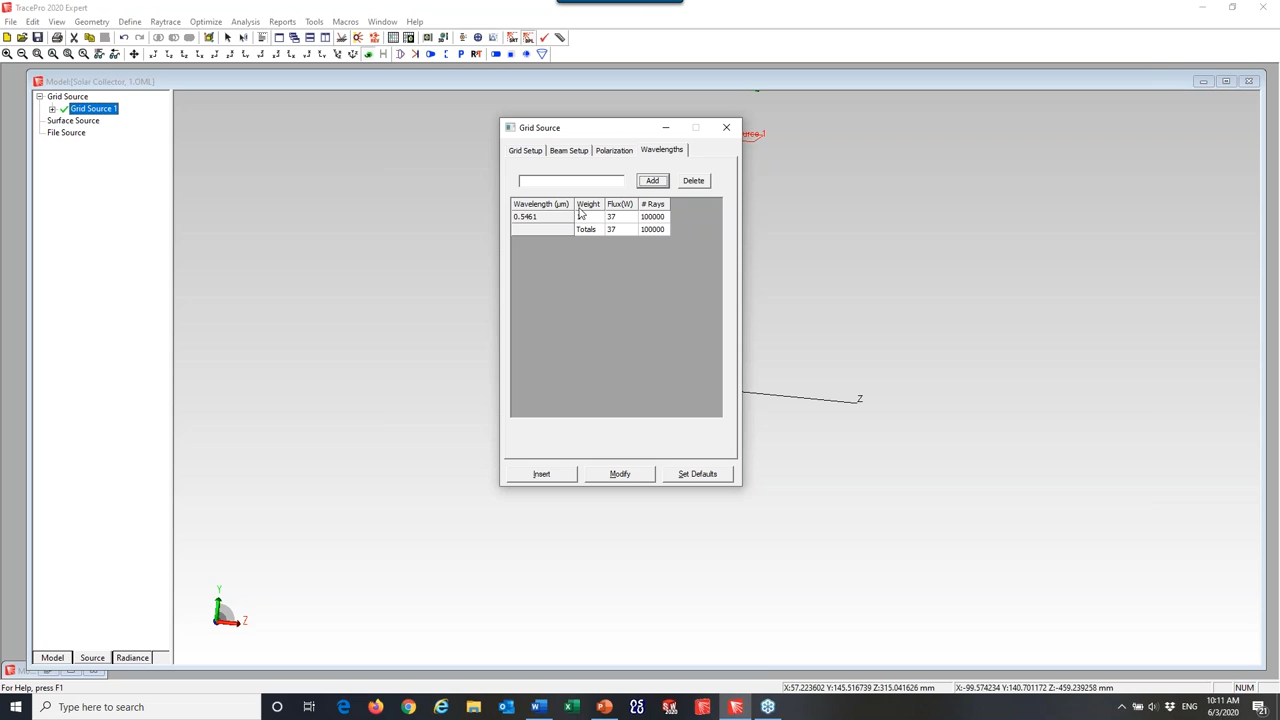 TracePro 2020 Expert
File Edit View Geometry Define Raytrace Optimize Analysis Reports Tools Macros Window Help
Model:[Solar Collector, 1.OML]
Grid Source
Grid Source 1
Surface Source
File Source
Grid Source
Grid Setup Beam Setup Polarization Wavelengths
Add Delete
Wavelength (µm) Weight Flux(W) # Rays
0.5461 37 100000
Totals 37 100000
Insert Modify Set Defaults
Z
Y
Z
Model Source Radiance
For Help, press F1
X:57.223602 Y:145.516739 Z:315.041626 mm
X:-99.574234 Y:140.701172 Z:-459.239258 mm
NUM
Type here to search
ENG
10:11 AM
6/3/2020